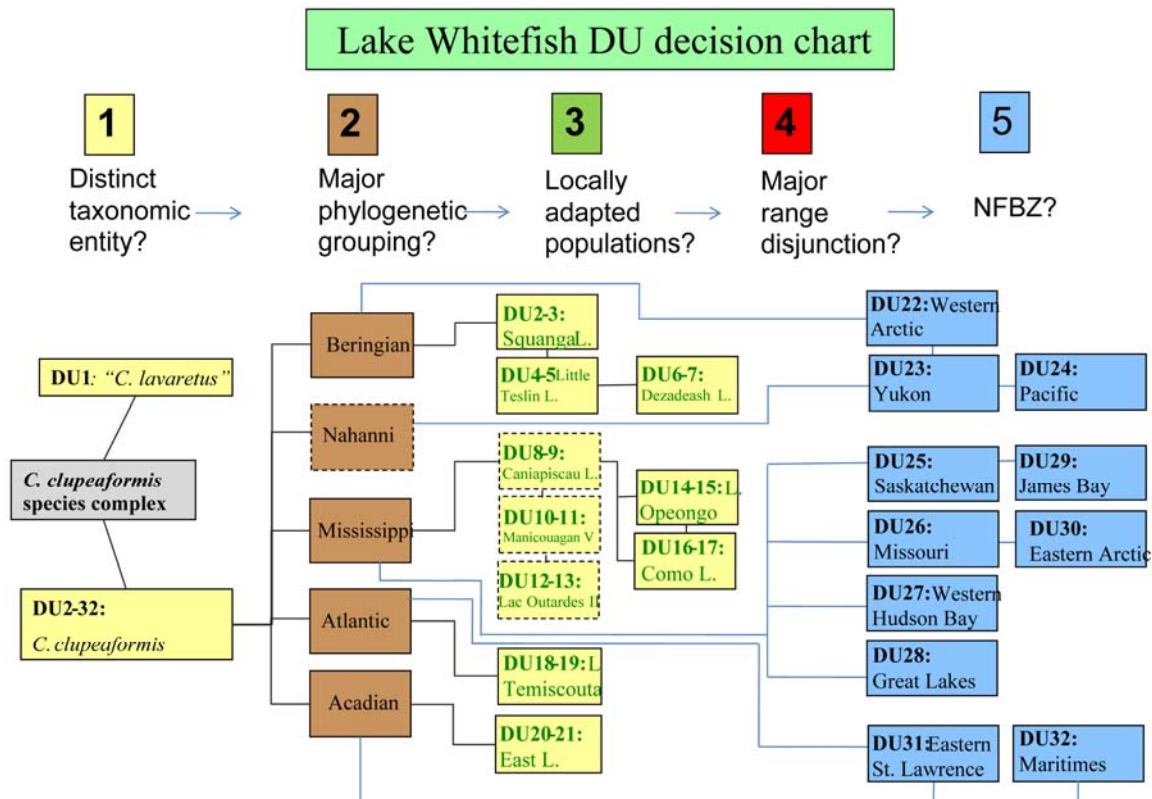 Lake Whitefish DU decision chart
1
2
3
4
5
Distinct
taxonomic
entity?
Major
phylogenetic
grouping?
Locally
adapted
populations?
Major
range
disjunction?
NFBZ?
DU1: “C. lavaretus”
C. clupeaformis
species complex
DU2-32:
C. clupeaformis
Beringian
Nahanni
Mississippi
Atlantic
Acadian
DU2-3:
SquangaL.
DU4-5Little
Teslin L.
DU6-7:
Dezadeash L.
DU8-9:
Caniapiscau L.
DU10-11:
Manicouagan V
DU12-13:
Lac Outardes II
DU14-15: L.
Opeongo
DU16-17:
Como L.
DU18-19: L
Temiscouta
DU20-21:
East L.
DU22:Western
Arctic
DU23:
Yukon
DU24:
Pacific
DU25:
Saskatchewan
DU29:
James Bay
DU26:
Missouri
DU30:
Eastern Arctic
DU27:Western
Hudson Bay
DU28:
Great Lakes
DU31:Eastern
St. Lawrence
DU32:
Maritimes